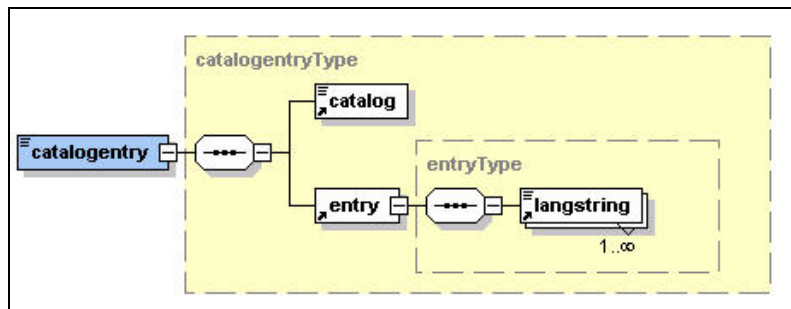 catalogentryType
catalog
catalogentry
entryType
entry
langstring
1..∞